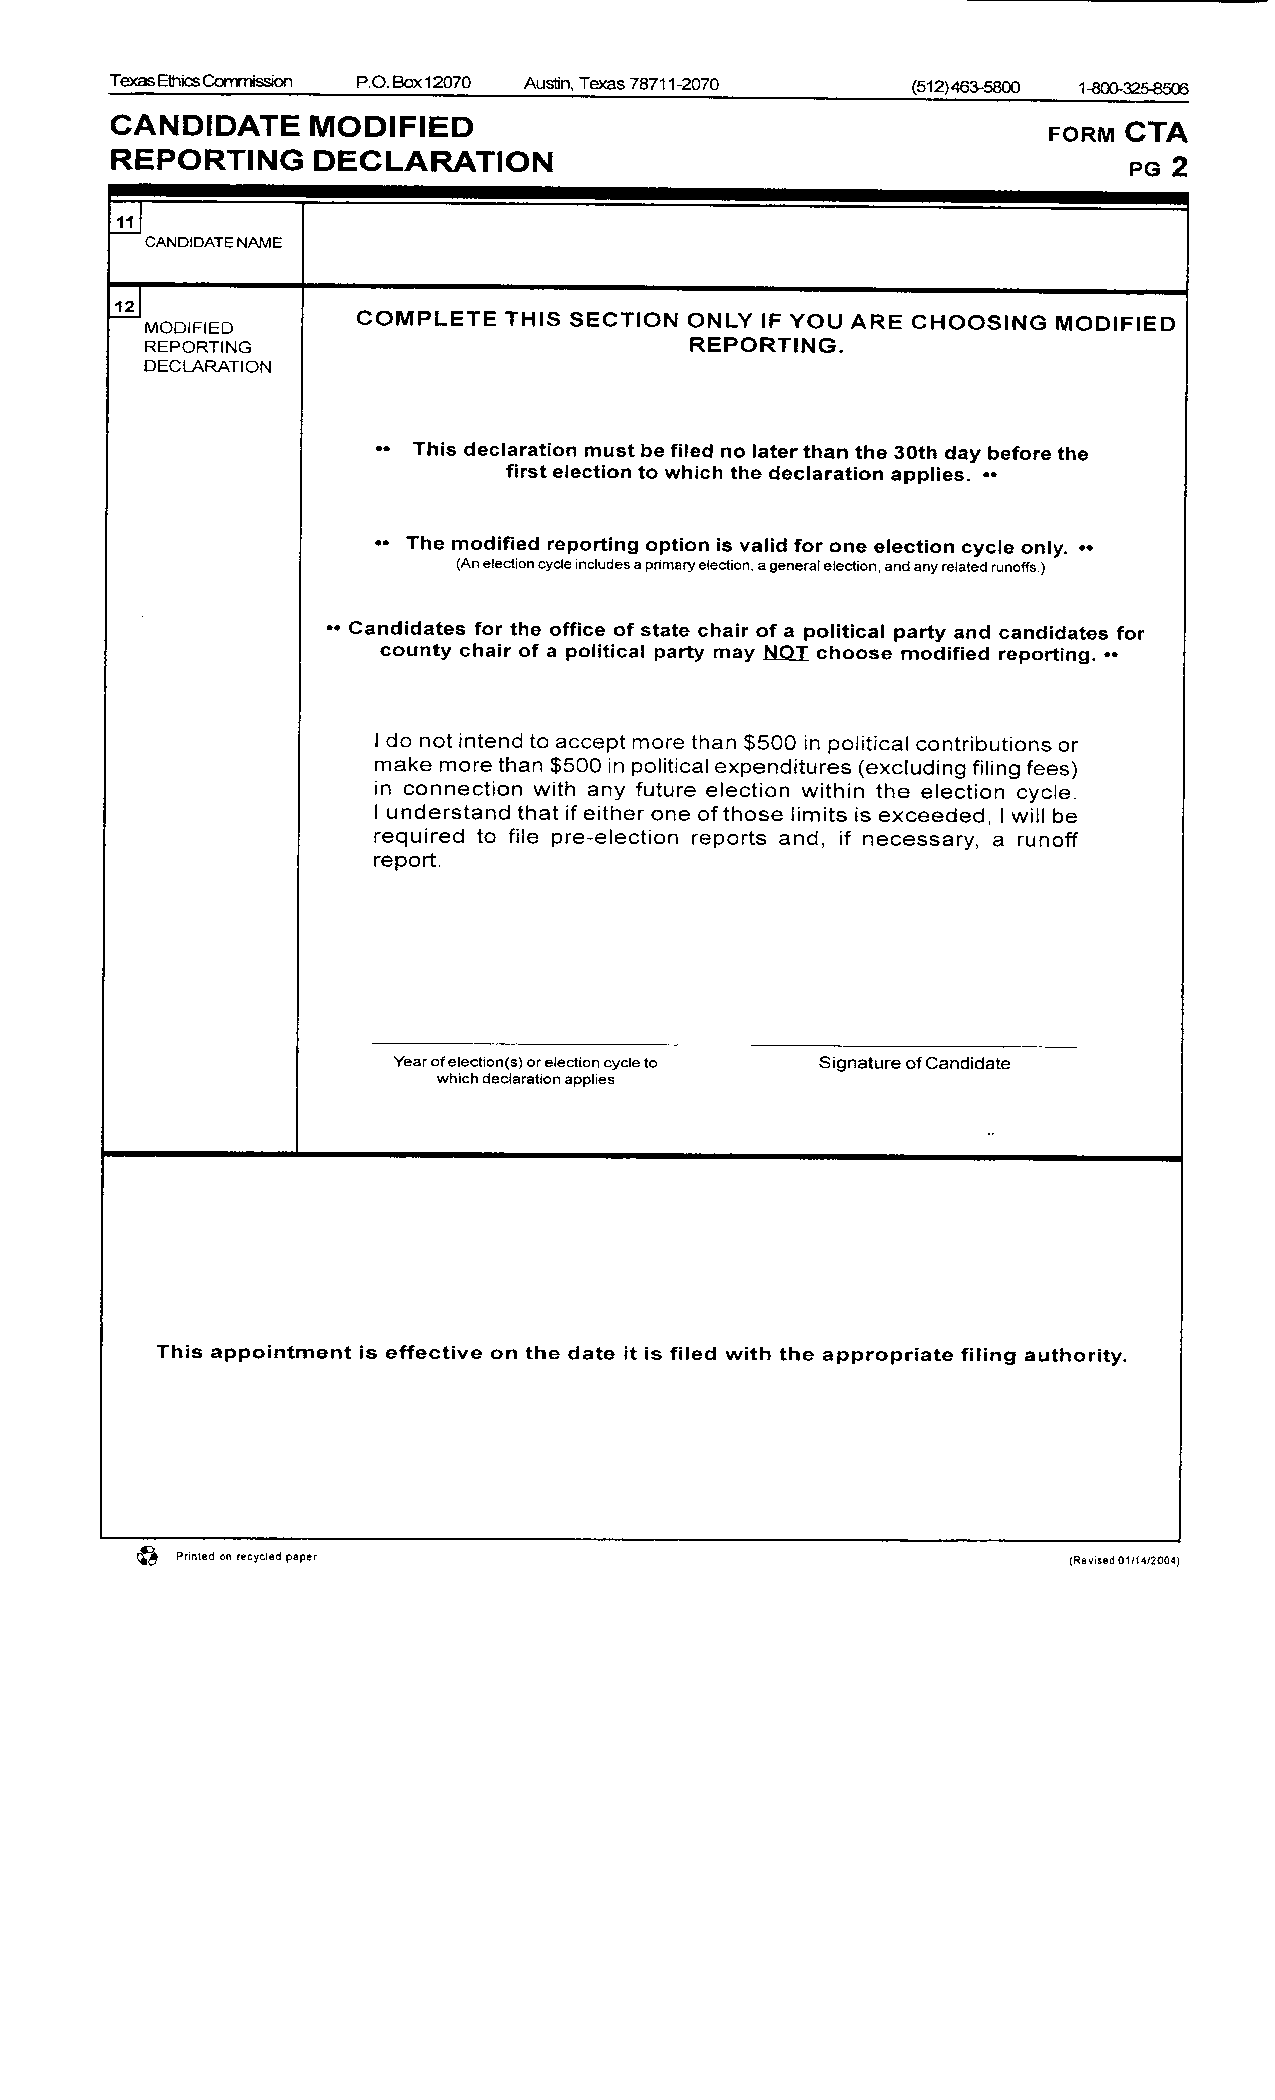 Texas Ethics Commission P.O. Box 12070 Austin, Texas 78711-2070 (512) 463-5800 1-800-325-8506
CANDIDATE MODIFIED
REPORTING DECLARATION
FORM CTA
PG 2
11
CANDIDATE NAME
12
MODIFIED
REPORTING
DECLARATION
COMPLETE THIS SECTION ONLY IF YOU ARE CHOOSING MODIFIED
REPORTING.
•• This declaration must be filed no later than the 30th day before the
first election to which the declaration applies. ••
•• The modified reporting option is valid for one election cycle only. ••
(An election cycle includes a primary election, a general election, and any related runoffs.)
•• Candidates for the office of state chair of a political party and candidates for
county chair of a political party may NOT choose modified reporting. ••
I do not intend to accept more than $500 in political contributions or
make more than $500 in political expenditures (excluding filing fees)
in connection with any future election within the election cycle.
I understand that if either one of those limits is exceeded, I will be
required to file pre-election reports and, if necessary, a runoff
report.
Year of election(s) or election cycle to
which declaration applies
Signature of Candidate
This appointment is effective on the date it is filed with the appropriate filing authority.
Printed on recycled paper
(Revised 01/14/2004)